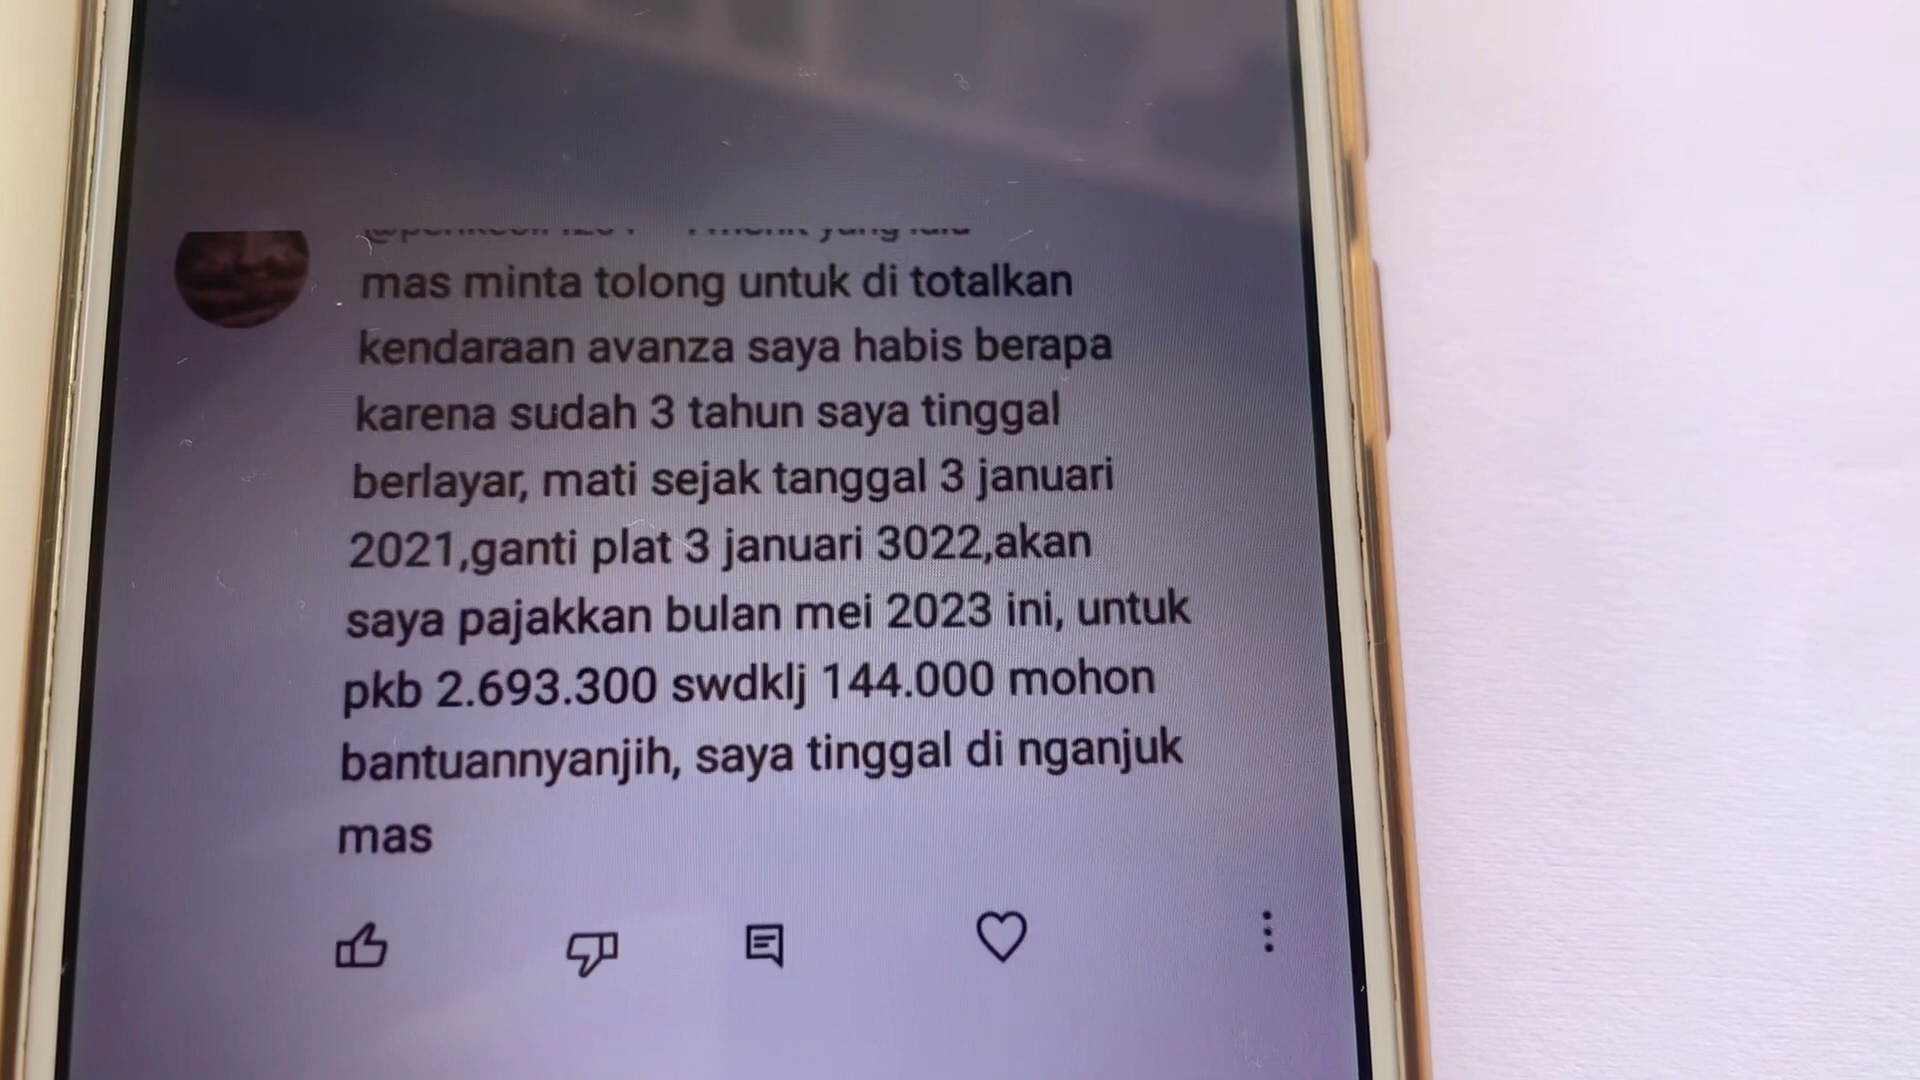 mas minta tolong untuk di totalkan
kendaraan avanza saya habis berapa
karena sudah 3 tahun saya tinggal
berlayar, mati sejak tanggal 3 januari
2021,ganti plat 3 januari 3022,akan
saya pajakkan bulan mei 2023 ini, untuk
pkb 2.693.300 swdklj 144.000 mohon
bantuannyanjih, saya tinggal di nganjuk
mas